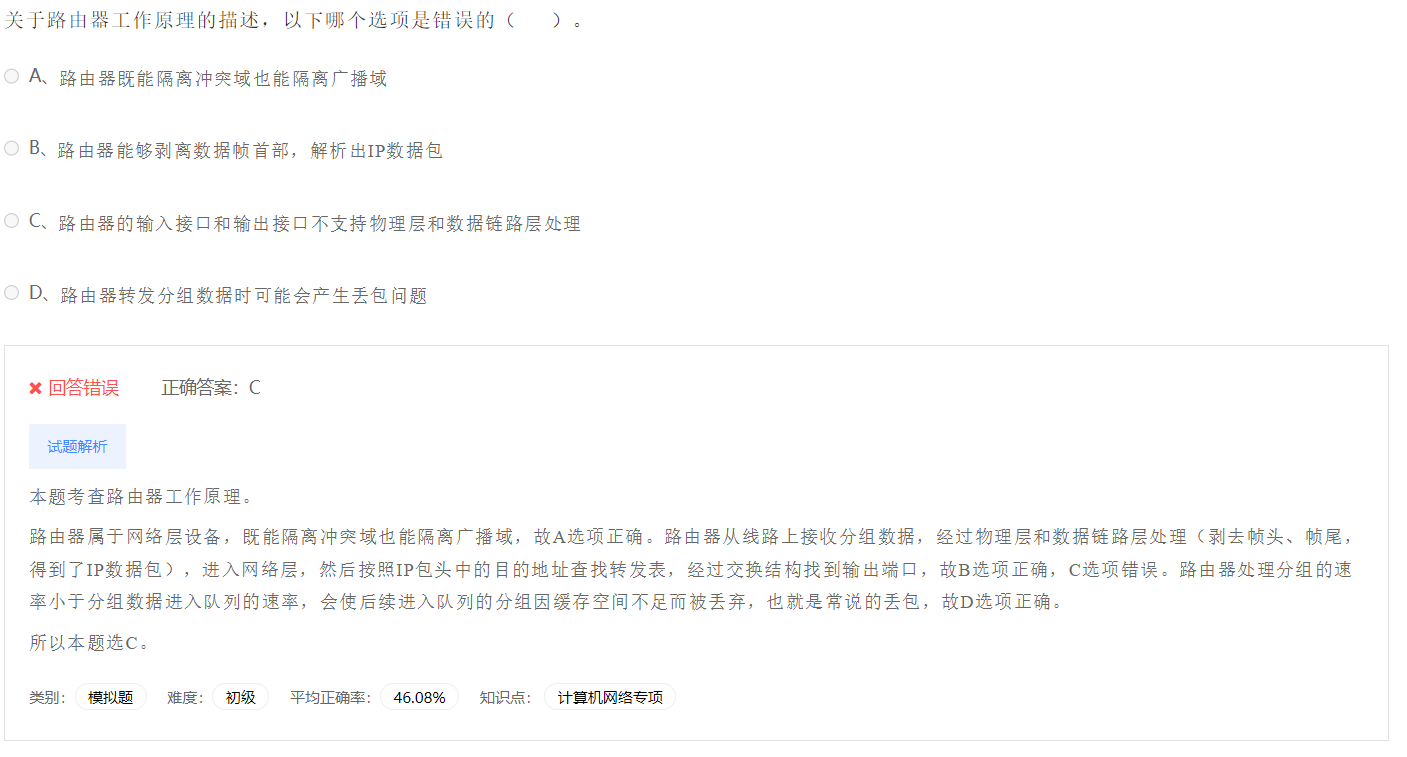 关于路由器工作原理的描述，以下哪个选项是错误的（　　）。
A、路由器既能隔离冲突域也能隔离广播域
B、路由器能够剥离数据帧首部，解析出IP数据包
C、路由器的输入接口和输出接口不支持物理层和数据链路层处理
D、路由器转发分组数据时可能会产生丢包问题
回答错误 正确答案：C
试题解析
本题考查路由器工作原理。
路由器属于网络层设备，既能隔离冲突域也能隔离广播域，故A选项正确。路由器从线路上接收分组数据，经过物理层和数据链路层处理（剥去帧头、帧尾，
得到了IP数据包），进入网络层，然后按照IP包头中的目的地址查找转发表，经过交换结构找到输出端口，故B选项正确，C选项错误。路由器处理分组的速
率小于分组数据进入队列的速率，会使后续进入队列的分组因缓存空间不足而被丢弃，也就是常说的丢包，故D选项正确。
所以本题选C。
类别： 模拟题 难度： 初级 平均正确率： 46.08% 知识点： 计算机网络专项